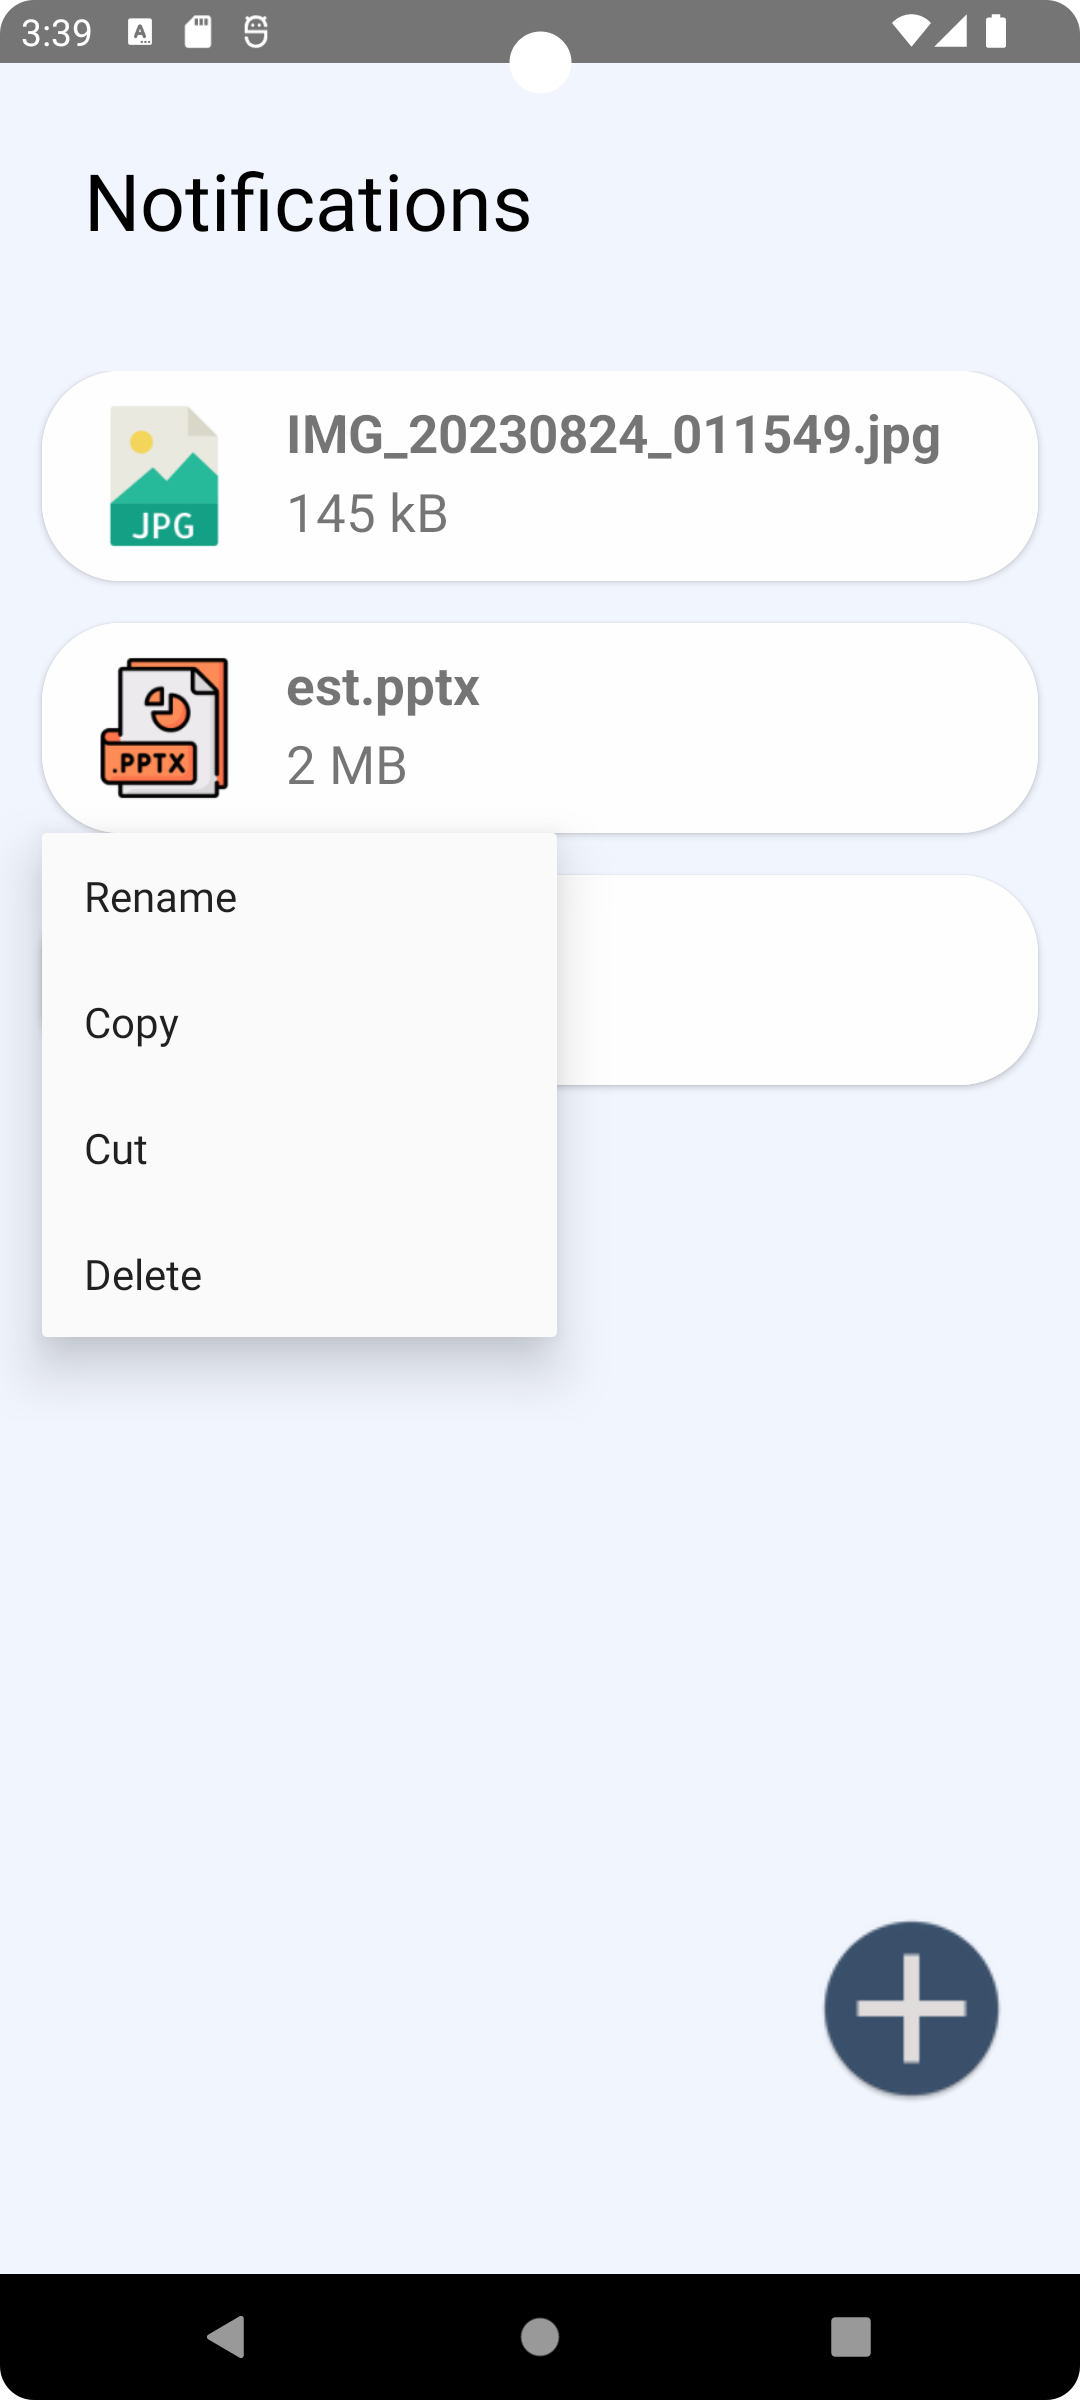 3:39
Notifications
IMG_20230824_011549.jpg
JPG
145 kB
est.pptx
.PPTX
2 MB
Rename
Copy
Cut
Delete